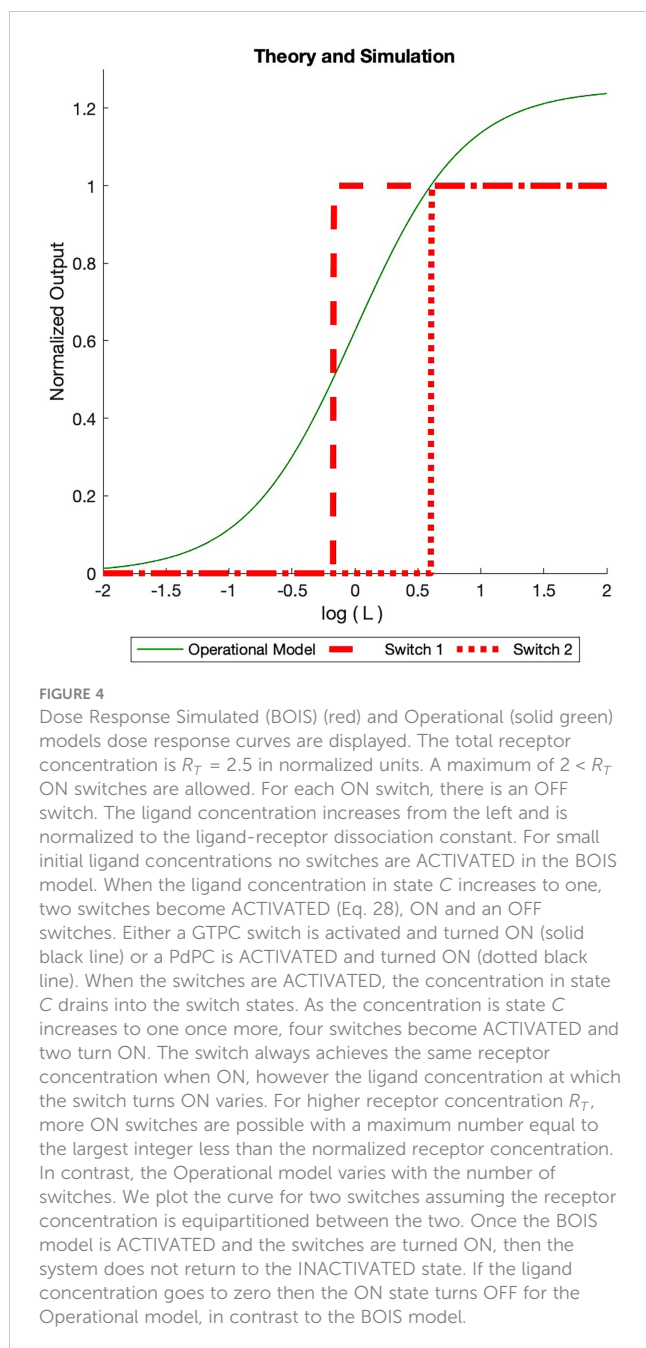 Theory and Simulation
1.2
1
0.8
0.6
0.4
0.2
0
Normalized Output
-2 -1.5 -1 -0.5 0 0.5 1 1.5 2
log ( L )
Operational Model Switch 1 Switch 2
FIGURE 4
Dose Response Simulated (BOIS) (red) and Operational (solid green)
models dose response curves are displayed. The total receptor
concentration is R_T = 2.5 in normalized units. A maximum of 2 < R_T
ON switches are allowed. For each ON switch, there is an OFF
switch. The ligand concentration increases from the left and is
normalized to the ligand-receptor dissociation constant. For small
initial ligand concentrations no switches are ACTIVATED in the BOIS
model. When the ligand concentration in state C increases to one,
two switches become ACTIVATED (Eq. 28), ON and an OFF
switches. Either a GTPC switch is activated and turned ON (solid
black line) or a PdPC is ACTIVATED and turned ON (dotted black
line). When the switches are ACTIVATED, the concentration in state
C drains into the switch states. As the concentration is state C
increases to one once more, four switches become ACTIVATED and
two turn ON. The switch always achieves the same receptor
concentration when ON, however the ligand concentration at which
the switch turns ON varies. For higher receptor concentration R_T,
more ON switches are possible with a maximum number equal to
the largest integer less than the normalized receptor concentration.
In contrast, the Operational model varies with the number of
switches. We plot the curve for two switches assuming the receptor
concentration is equipartitioned between the two. Once the BOIS
model is ACTIVATED and the switches are turned ON, then the
system does not return to the INACTIVATED state. If the ligand
concentration goes to zero then the ON state turns OFF for the
Operational model, in contrast to the BOIS model.